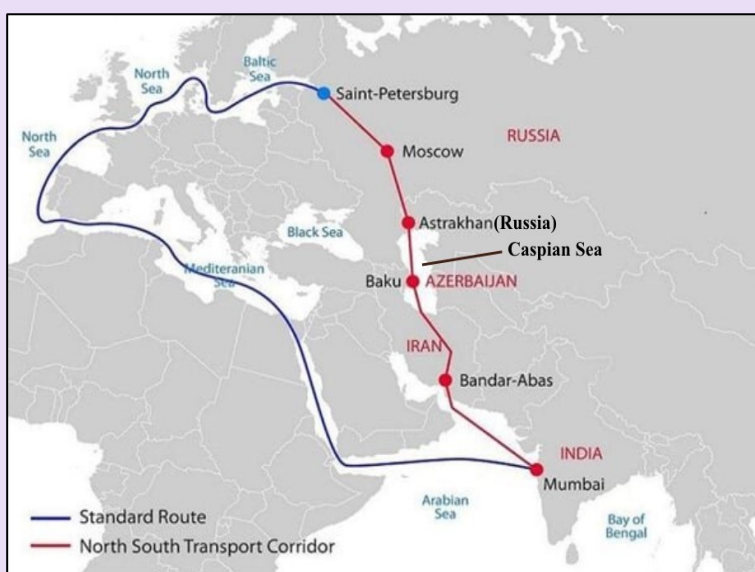 Baltic
Sea
North
Sea
Saint-Petersburg
North
Sea
RUSSIA
Moscow
Astrakhan(Russia)
Black Sea
Caspian Sea
Mediteranian
Sea
Baku
AZERBAIJAN
IRAN
Bandar-Abas
INDIA
Mumbai
Arabian
Sea
Bay of
Bengal
Standard Route
North South Transport Corridor